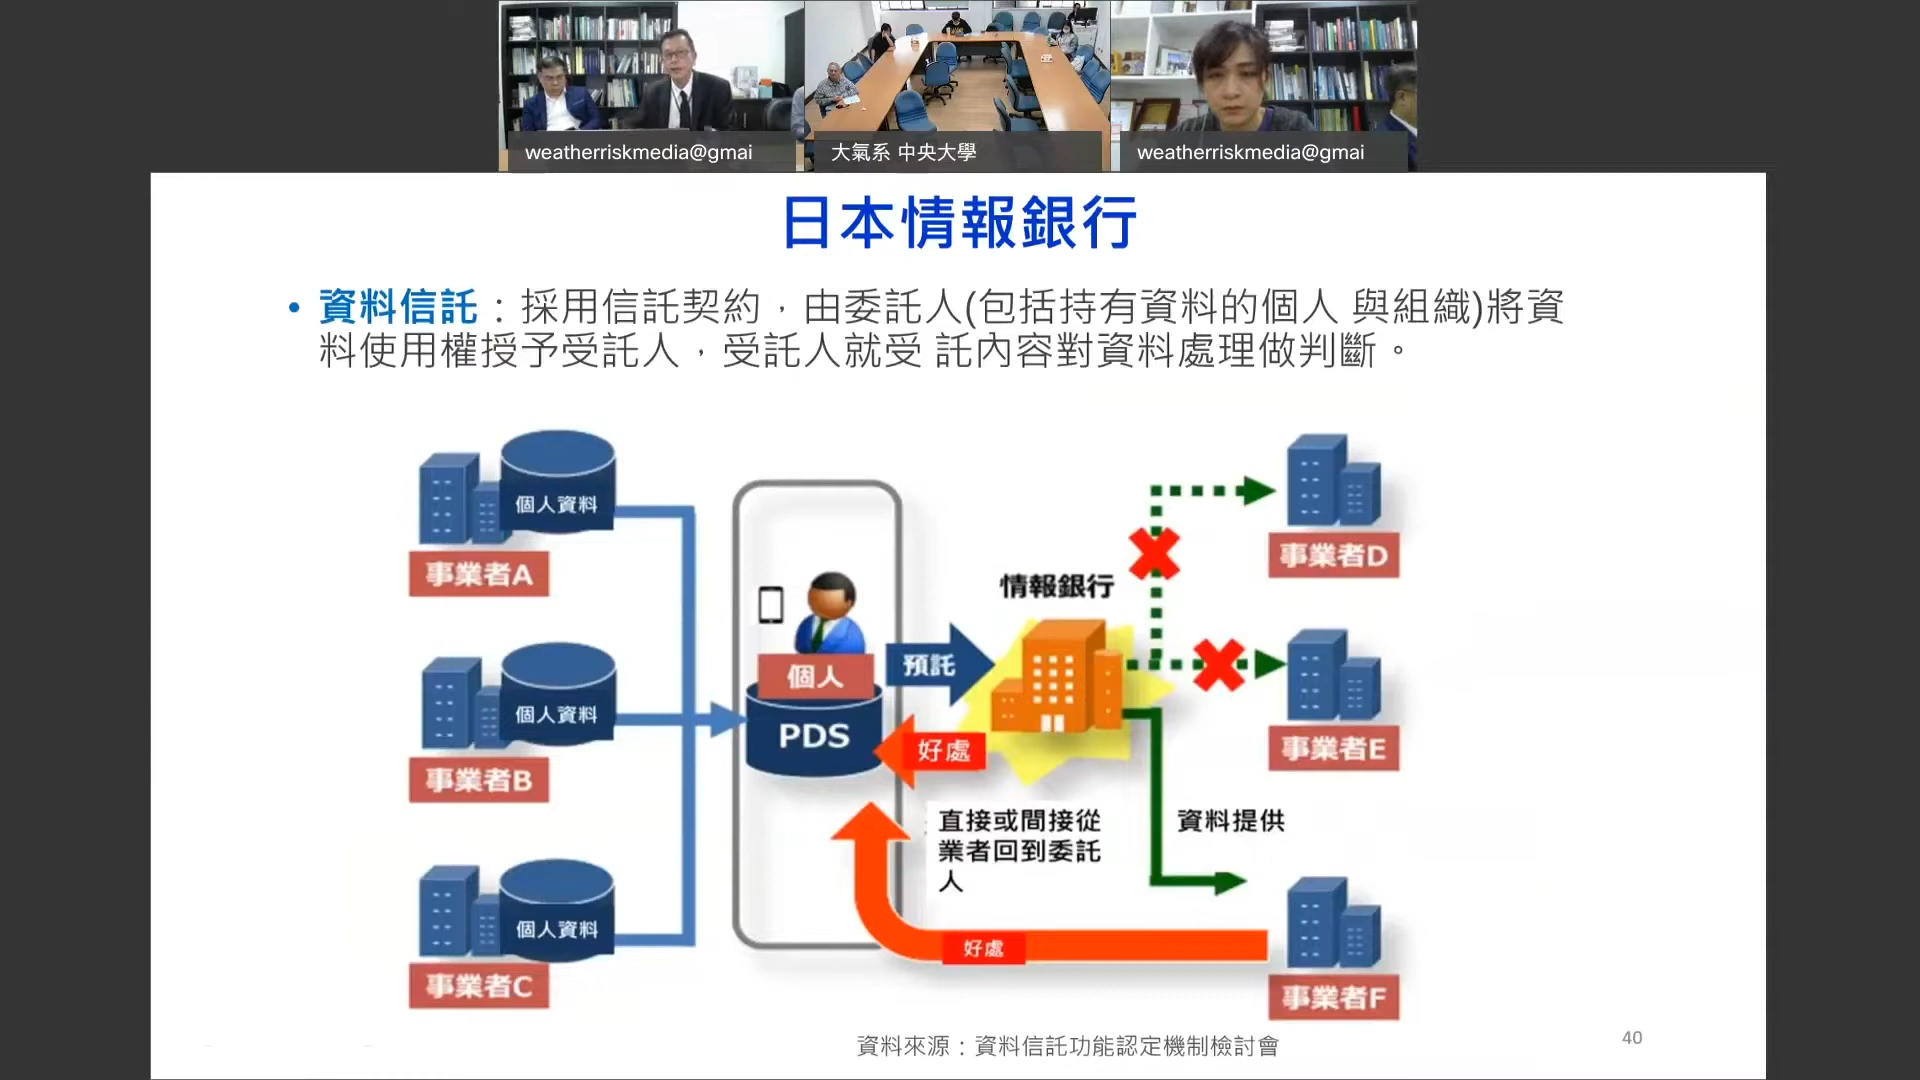 weatherriskmedia@gmai
大氣系 中央大學
weatherriskmedia@gmai
日本情報銀行
• 資料信託：採用信託契約，由委託人(包括持有資料的個人 與組織)將資
料使用權授予受託人，受託人就受 託內容對資料處理做判斷。
個人資料
事業者A
個人資料
事業者B
個人資料
事業者C
個人
PDS
預託
好處
情報銀行
直接或間接從
業者回到委託
人
好處
資料提供
事業者D
事業者E
事業者F
資料來源：資料信託功能認定機制檢討會
40